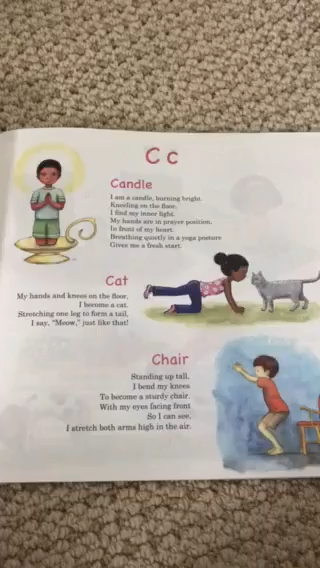 C c
Candle
I am a candle, burning bright
Kneeling on the floor,
I find my inner light.
My hands are in prayer position,
In front of my heart.
Breathing quietly in a yoga posture
Gives me a fresh start.
Cat
My hands and knees on the floor,
I become a cat.
Stretching one leg to form a tail,
I say, "Meow," just like that!
Chair
Standing up tall,
I bend my knees
To become a sturdy chair.
With my eyes facing front
So I can see,
I stretch both arms high in the air.